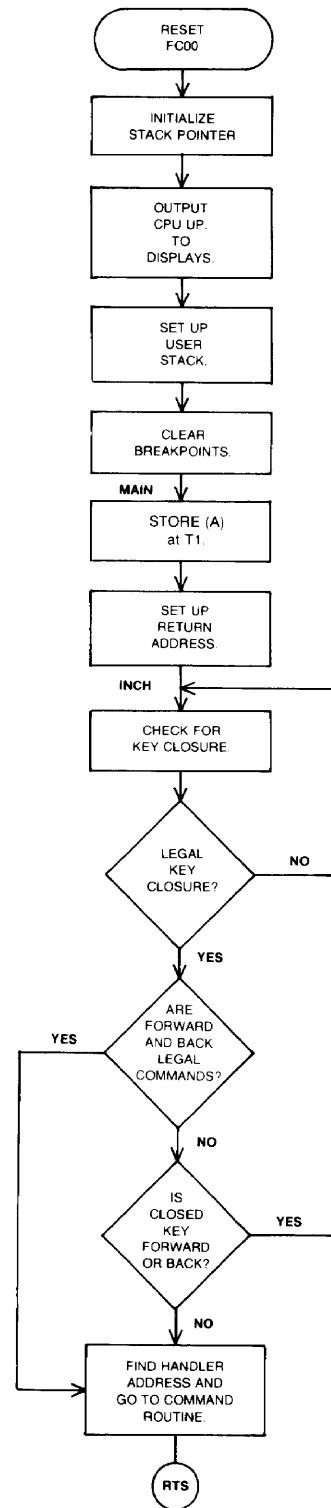 RESET
FC00
INITIALIZE
STACK POINTER
OUTPUT
CPU UP.
TO
DISPLAYS.
SET UP
USER
STACK.
CLEAR
BREAKPOINTS.
MAIN
STORE (A)
at T1.
SET UP
RETURN
ADDRESS.
INCH
CHECK FOR
KEY CLOSURE.
LEGAL
KEY
CLOSURE?
NO
YES
ARE
FORWARD
AND BACK
LEGAL
COMMANDS?
YES
NO
IS
CLOSED
KEY
FORWARD
OR BACK?
YES
NO
FIND HANDLER
ADDRESS AND
GO TO COMMAND
ROUTINE.
RTS